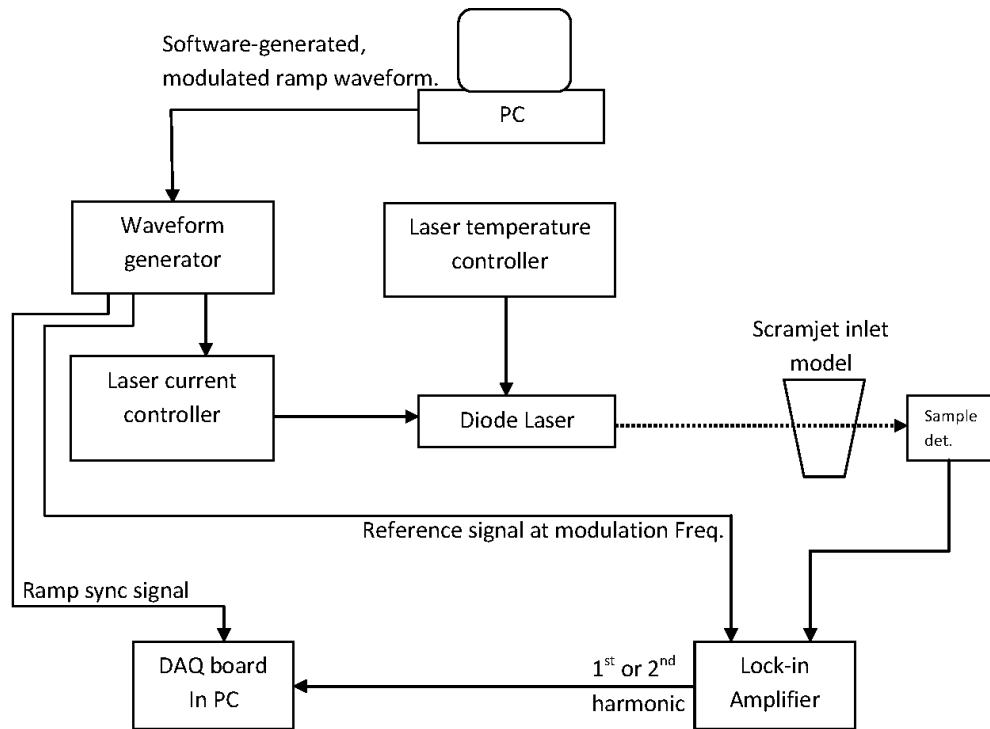 Software-generated,
modulated ramp waveform.
PC
Waveform
generator
Laser temperature
controller
Scramjet inlet
model
Laser current
controller
Diode Laser
Sample
det.
Reference signal at modulation Freq.
Ramp sync signal
DAQ board
In PC
1st or 2nd
harmonic
Lock-in
Amplifier